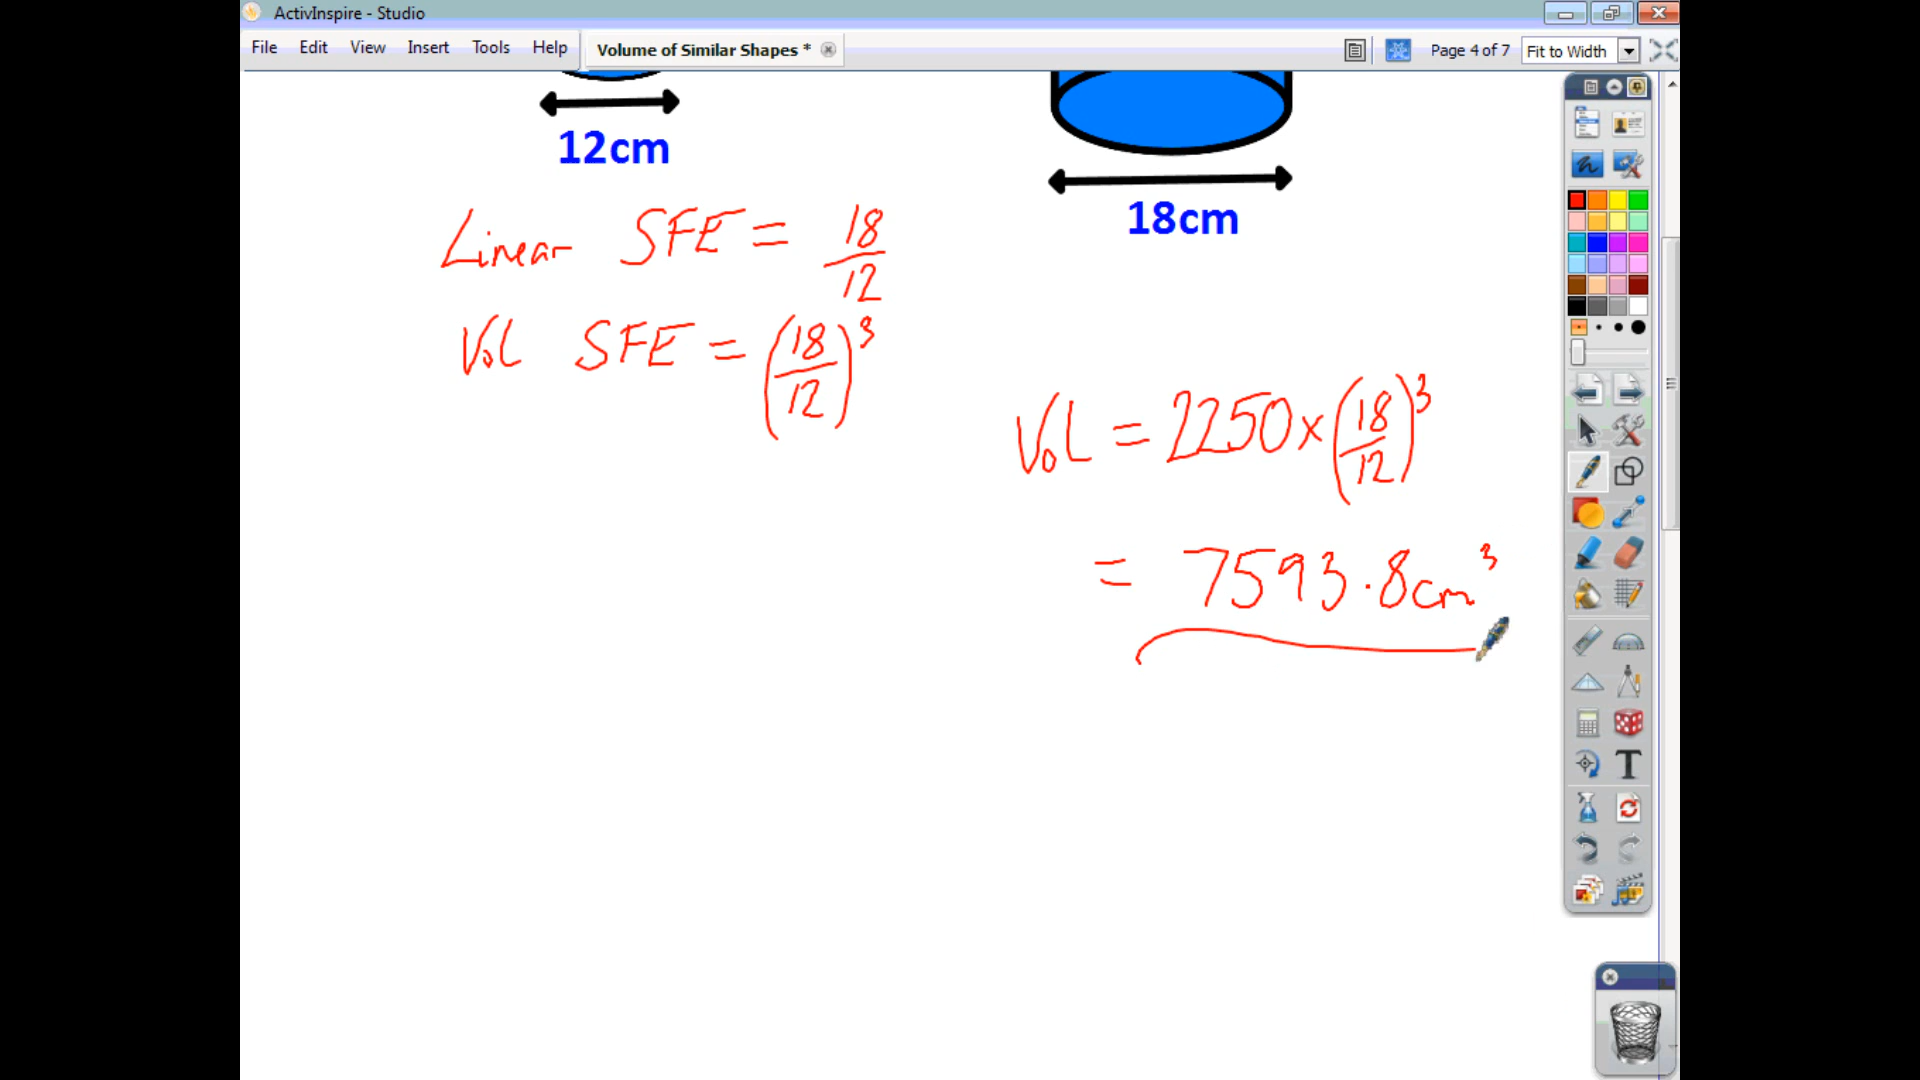 ActivInspire - Studio
File Edit View Insert Tools Help
Volume of Similar Shapes *
Page 4 of 7
Fit to Width
12cm
18cm
Linear SFE = 18/12
Vol SFE = (18/12)³
Vol = 2250 × (18/12)³
= 7593.8cm³